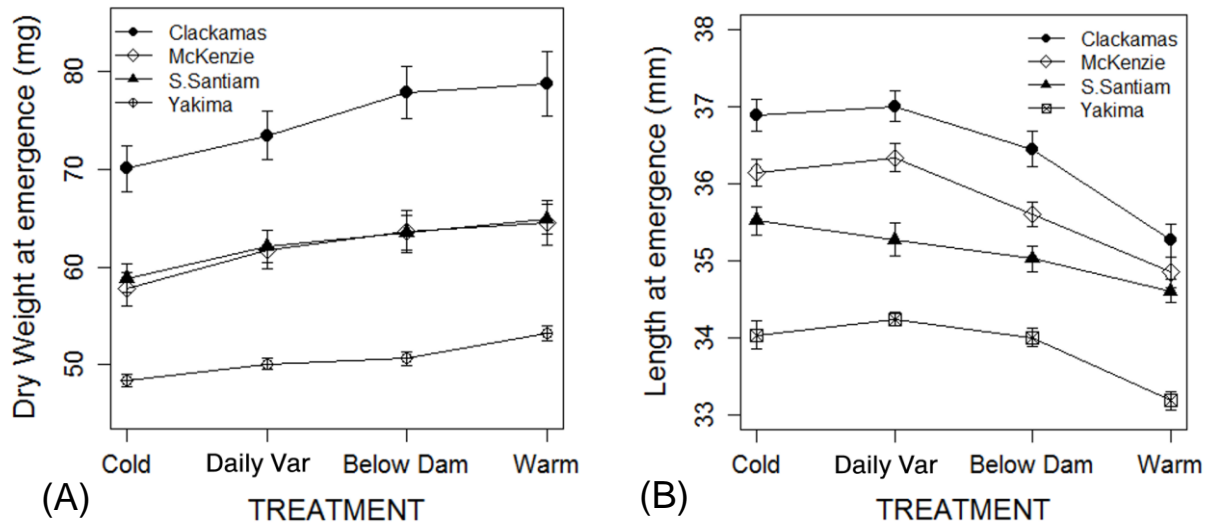 Dry Weight at emergence (mg)
80
70
60
50
Clackamas
McKenzie
S.Santiam
Yakima
Cold Daily Var Below Dam Warm
(A) TREATMENT
Length at emergence (mm)
38
37
36
35
34
33
Clackamas
McKenzie
S.Santiam
Yakima
Cold Daily Var Below Dam Warm
(B) TREATMENT